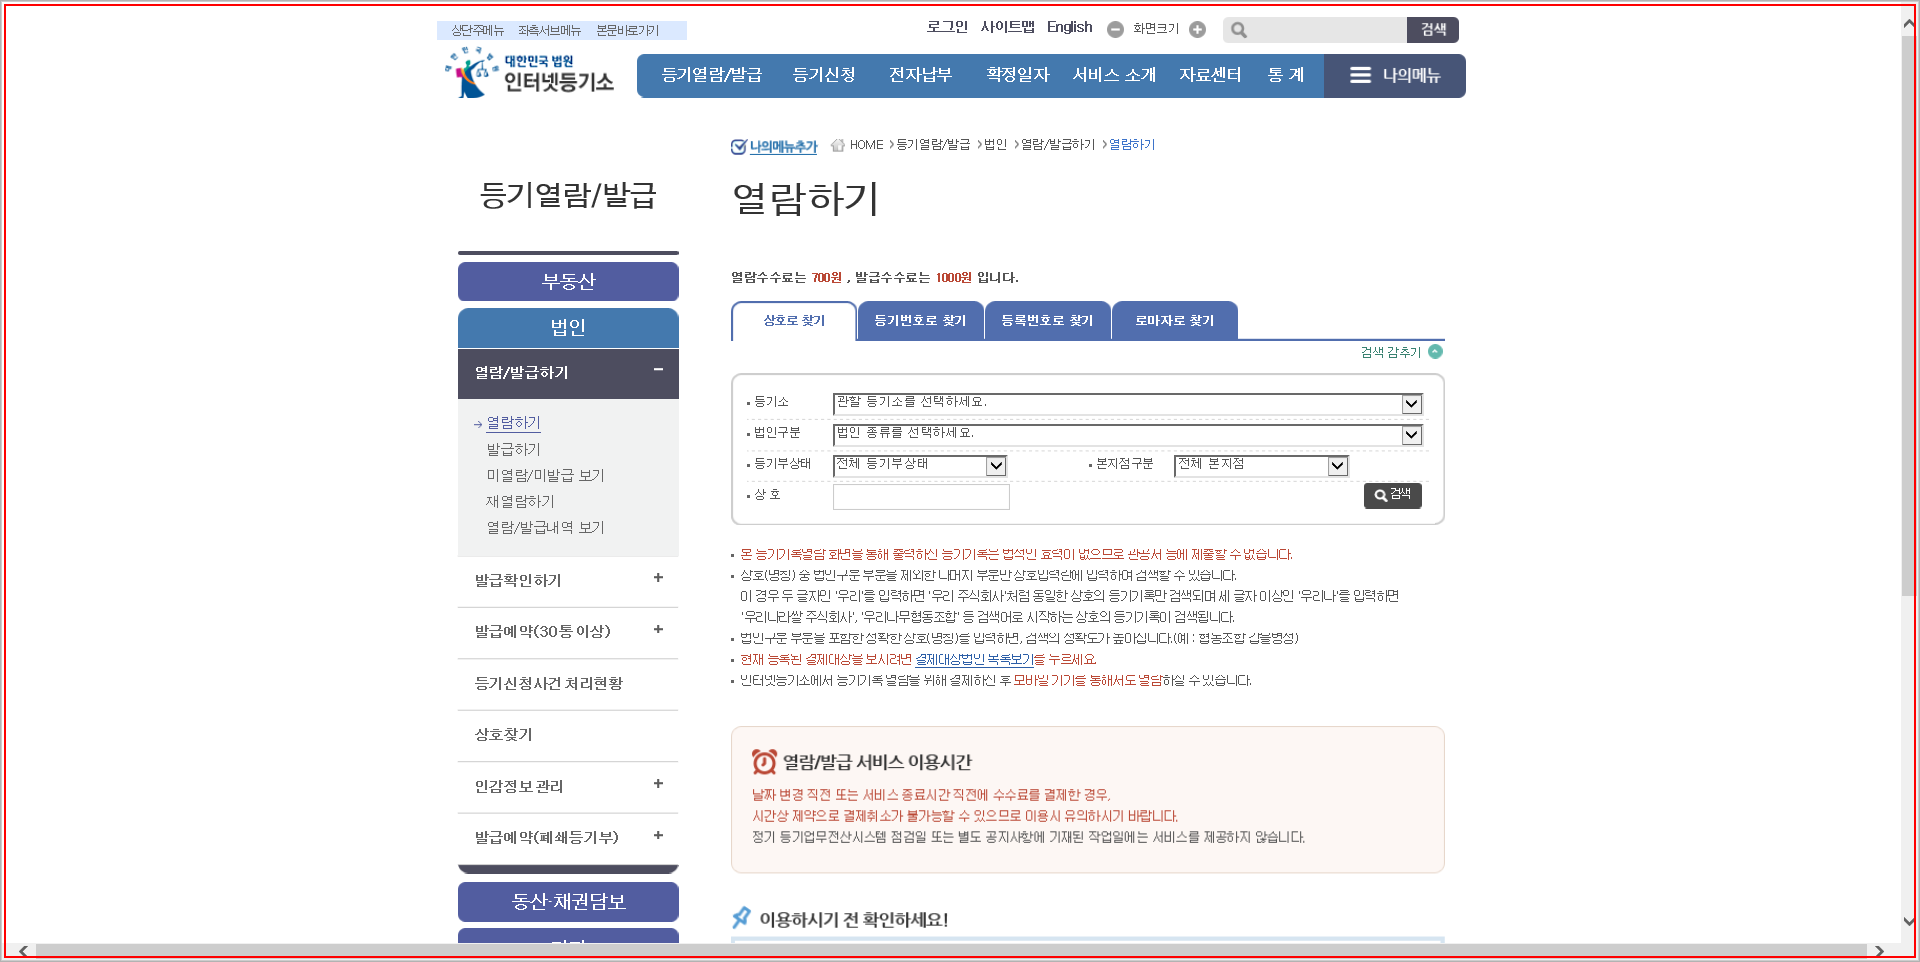 상단주메뉴 좌측서브메뉴 본문바로가기
로그인 사이트맵 English 화면크기 검색
대한민국 법원
인터넷등기소
등기열람/발급 등기신청 전자납부 확정일자 서비스 소개 자료센터 통 계 나의메뉴
나의메뉴추가 HOME 등기열람/발급 법인 열람/발급하기 열람하기
등기열람/발급
부동산
법인
열람/발급하기
열람하기
발급하기
미열람/미발급 보기
재열람하기
열람/발급내역 보기
발급확인하기
발급예약(30통 이상)
등기신청사건 처리현황
상호찾기
인감정보 관리
발급예약(폐쇄등기부)
동산·채권담보
열람하기
열람수수료는 700원 , 발급수수료는 1000원 입니다.
상호로 찾기 등기번호로 찾기 등록번호로 찾기 로마자로 찾기
검색 감추기
등기소 관할 등기소를 선택하세요.
법인구분 법인 종류를 선택하세요.
등기부상태 전체 등기부상태 본지점구분 전체 본지점
상 호 검색
본 등기기록열람 화면을 통해 출력하신 등기기록은 법적인 효력이 없으므로 관공서 등에 제출할 수 없습니다.
상호(명칭) 중 법인구분 부분을 제외한 나머지 부분만 상호입력란에 입력하여 검색할 수 있습니다.
이 경우 두 글자인 '우리'를 입력하면 '우리 주식회사'처럼 동일한 상호의 등기기록만 검색되며 세 글자 이상인 '우리나'를 입력하면
'우리나라쌀 주식회사', '우리나무협동조합' 등 검색어로 시작하는 상호의 등기기록이 검색됩니다.
법인구분 부분을 포함한 정확한 상호(명칭)를 입력하면, 검색의 정확도가 높아집니다.(예 : 협동조합 갑을병정)
현재 등록된 결제대상을 보시려면 결제대상법인 목록보기를 누르세요.
인터넷등기소에서 등기기록 열람을 위해 결제하신 후 모바일 기기를 통해서도 열람하실 수 있습니다.
열람/발급 서비스 이용시간
날짜 변경 직전 또는 서비스 종료시간 직전에 수수료를 결제한 경우,
시간상 제약으로 결제취소가 불가능할 수 있으므로 이용시 유의하시기 바랍니다.
정기 등기업무전산시스템 점검일 또는 별도 공지사항에 기재된 작업일에는 서비스를 제공하지 않습니다.
이용하시기 전 확인하세요!